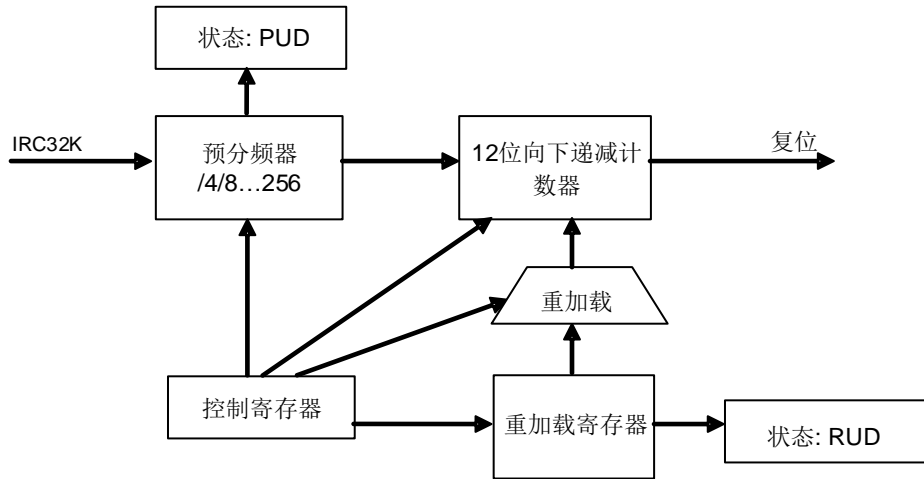 状态: PUD
IRC32K
预分频器
/4/8…256
12位向下递减计
数器
复位
重加载
控制寄存器
重加载寄存器
状态: RUD